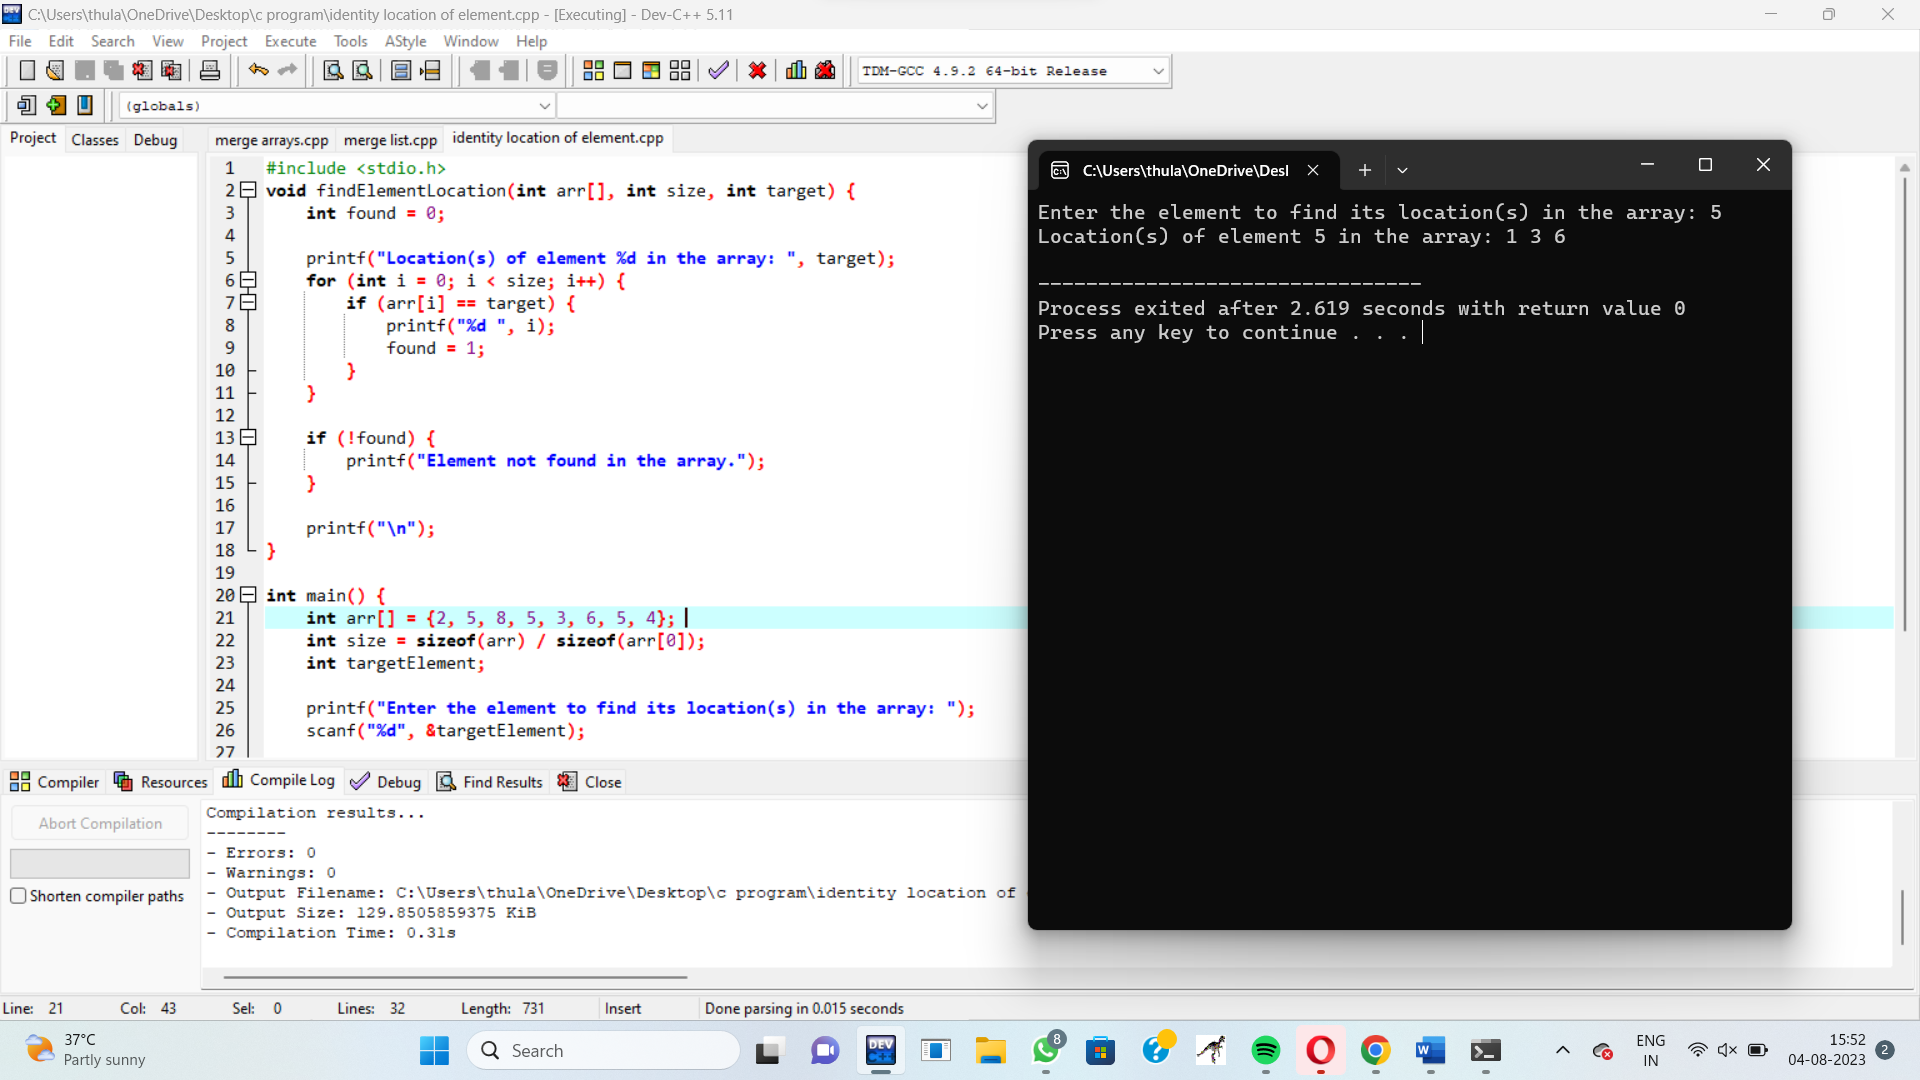 C:\Users\thula\OneDrive\Desktop\c program\identity location of element.cpp - [Executing] - Dev-C++ 5.11
File Edit Search View Project Execute Tools AStyle Window Help
TDM-GCC 4.9.2 64-bit Release
(globals)
Project Classes Debug
merge arrays.cpp merge list.cpp identity location of element.cpp
1 #include <stdio.h>
2 void findElementLocation(int arr[], int size, int target) {
3 int found = 0;
4
5 printf("Location(s) of element %d in the array: ", target);
6 for (int i = 0; i < size; i++) {
7 if (arr[i] == target) {
8 printf("%d ", i);
9 found = 1;
10 }
11 }
12
13 if (!found) {
14 printf("Element not found in the array.");
15 }
16
17 printf("\n");
18 }
19
20 int main() {
21 int arr[] = {2, 5, 8, 5, 3, 6, 5, 4};
22 int size = sizeof(arr) / sizeof(arr[0]);
23 int targetElement;
24
25 printf("Enter the element to find its location(s) in the array: ");
26 scanf("%d", &targetElement);
27
C:\Users\thula\OneDrive\Desl
Enter the element to find its location(s) in the array: 5
Location(s) of element 5 in the array: 1 3 6
--------------------------------
Process exited after 2.619 seconds with return value 0
Press any key to continue . . .
Compiler Resources Compile Log Debug Find Results Close
Abort Compilation
Shorten compiler paths
Compilation results...
--------
- Errors: 0
- Warnings: 0
- Output Filename: C:\Users\thula\OneDrive\Desktop\c program\identity location of
- Output Size: 129.8505859375 KiB
- Compilation Time: 0.31s
Line: 21 Col: 43 Sel: 0 Lines: 32 Length: 731 Insert Done parsing in 0.015 seconds
37°C
Partly sunny
Search
DEV
C++
8
ENG
IN
15:52
04-08-2023
2